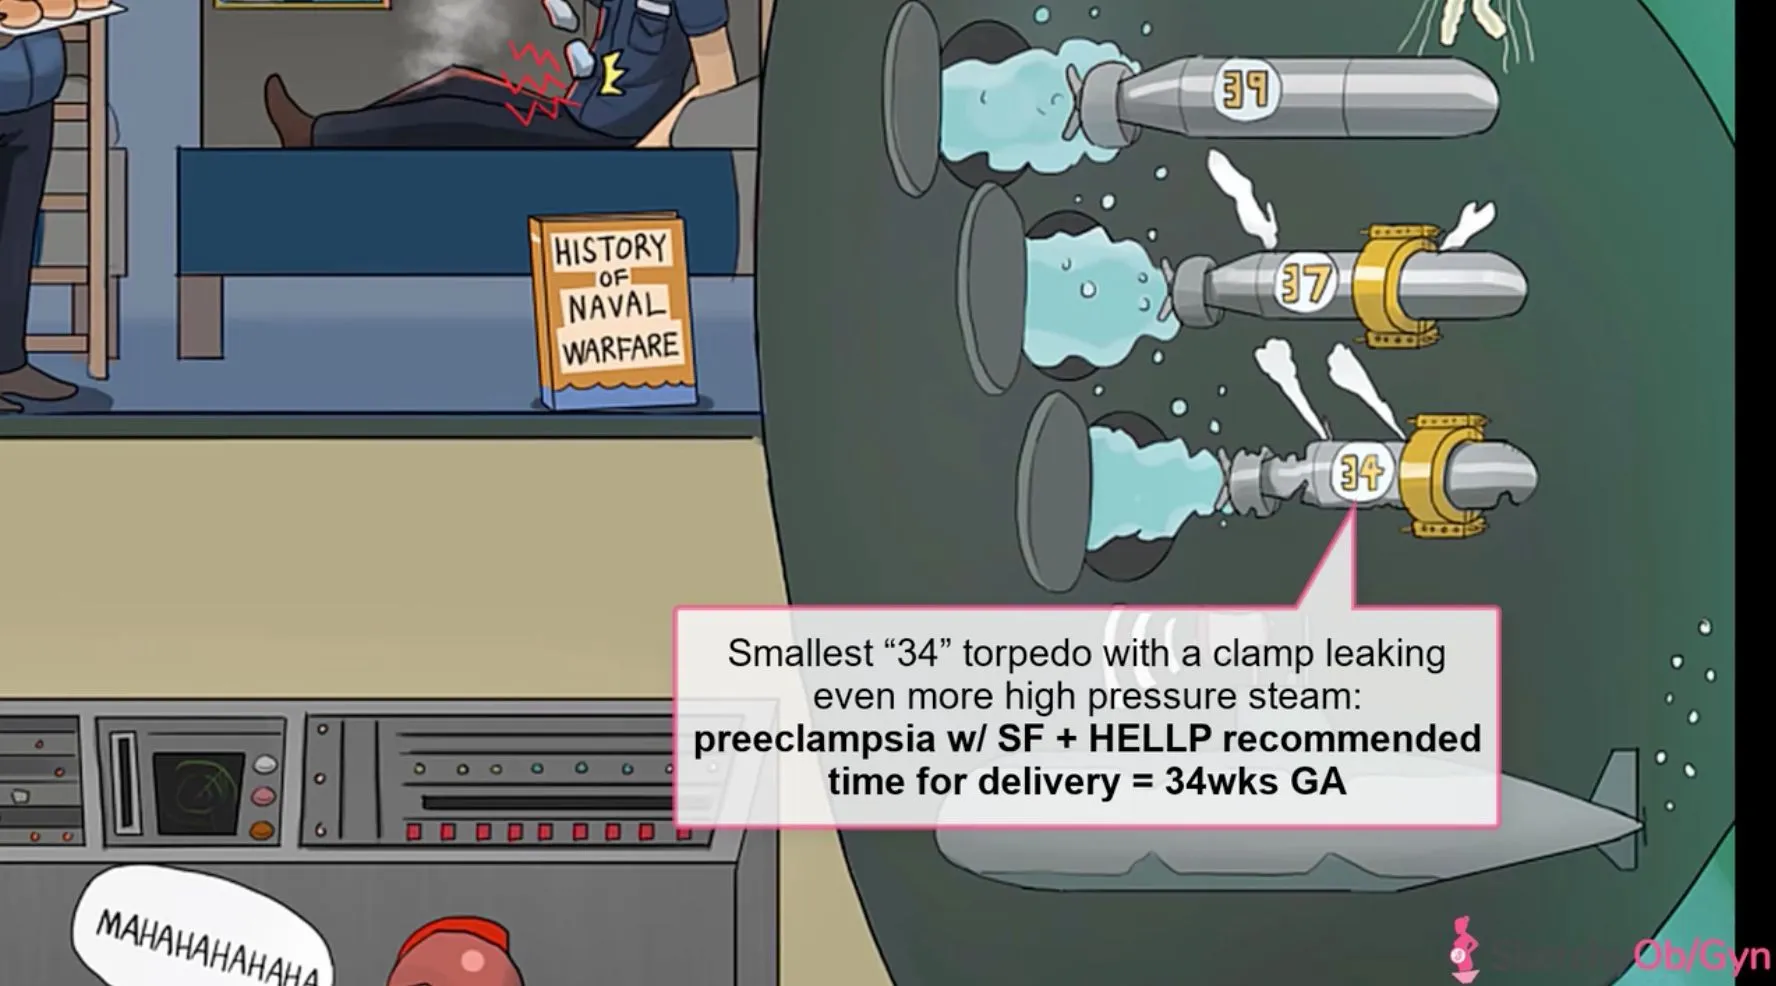 39
HISTORY
OF
NAVAL
WARFARE
37
34
Smallest “34” torpedo with a clamp leaking
even more high pressure steam:
preeclampsia w/ SF + HELLP recommended
time for delivery = 34wks GA
MAHAHAHAHAHA
Ob/Gyn